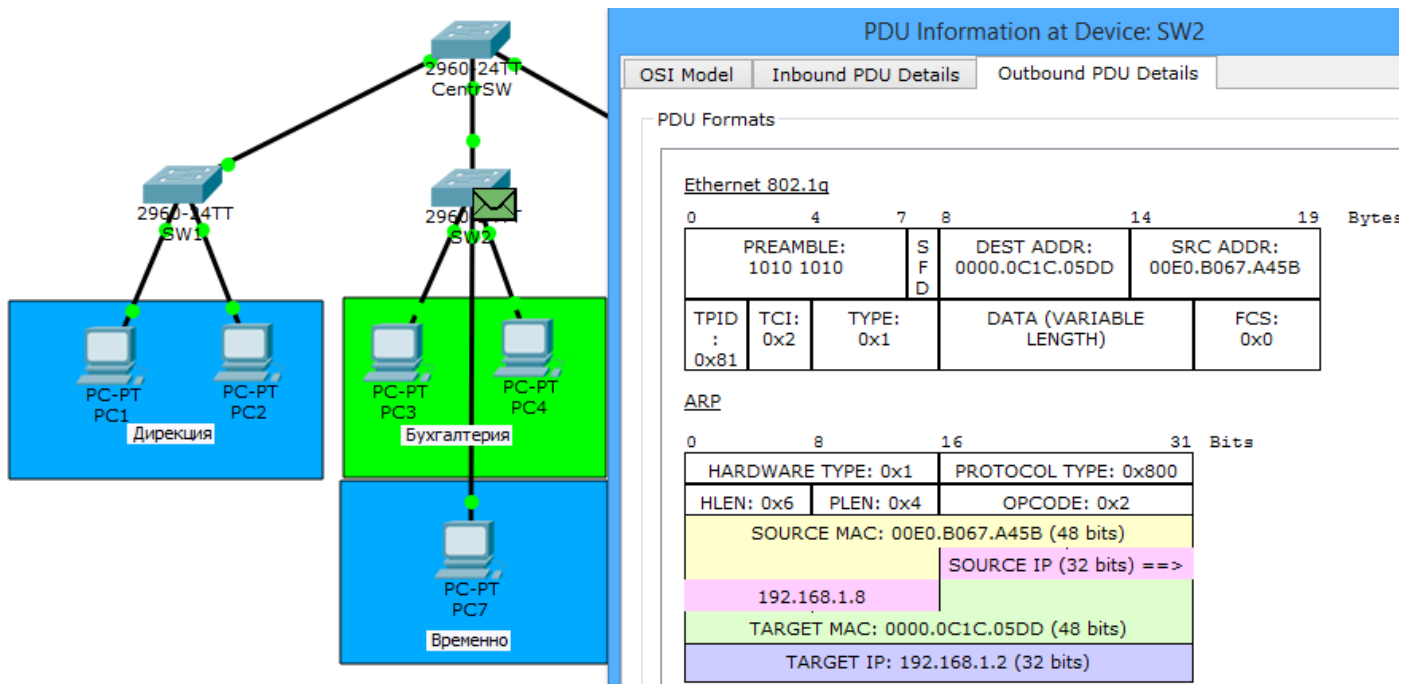 2960-24TT
CentrSW
2960-24TT
SW1
SW2
PC-PT
PC1
PC-PT
PC2
Дирекция
PC-PT
PC3
PC-PT
PC4
Бухгалтерия
PC-PT
PC7
Временно
PDU Information at Device: SW2
OSI Model
Inbound PDU Details
Outbound PDU Details
PDU Formats
Ethernet 802.1q
0 4 7 8 14 19 Bytes
PREAMBLE:
1010 1010
S
F
D
DEST ADDR:
0000.0C1C.05DD
SRC ADDR:
00E0.B067.A45B
TPID
:
0x81
TCI:
0x2
TYPE:
0x1
DATA (VARIABLE
LENGTH)
FCS:
0x0
ARP
0 8 16 31 Bits
HARDWARE TYPE: 0x1
PROTOCOL TYPE: 0x800
HLEN: 0x6
PLEN: 0x4
OPCODE: 0x2
SOURCE MAC: 00E0.B067.A45B (48 bits)
SOURCE IP (32 bits) ==>
192.168.1.8
TARGET MAC: 0000.0C1C.05DD (48 bits)
TARGET IP: 192.168.1.2 (32 bits)